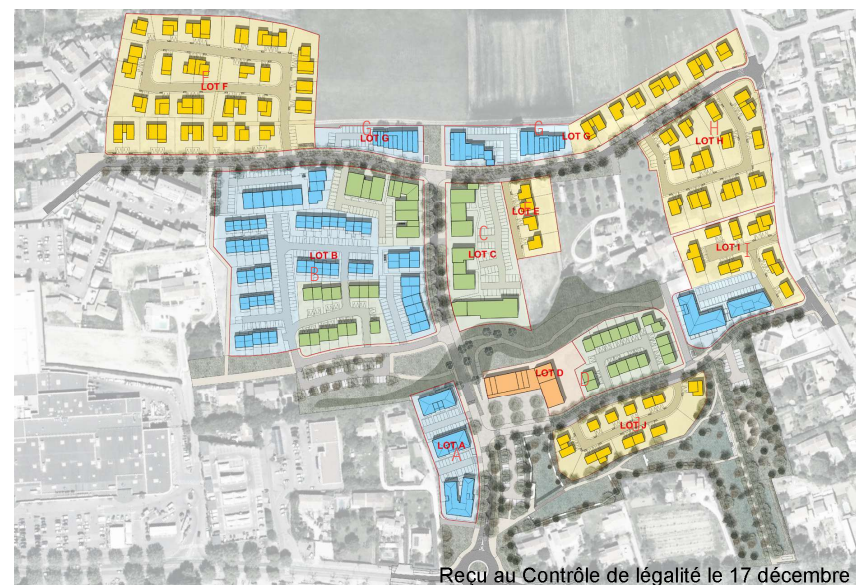 LOT F
G
LOT G
G
LOT G
H
LOT H
E
LOT E
LOT B
B
C
LOT C
LOT I
I
LOT D
LOT J
LOT A
A
Reçu au Contrôle de légalité le 17 décembre